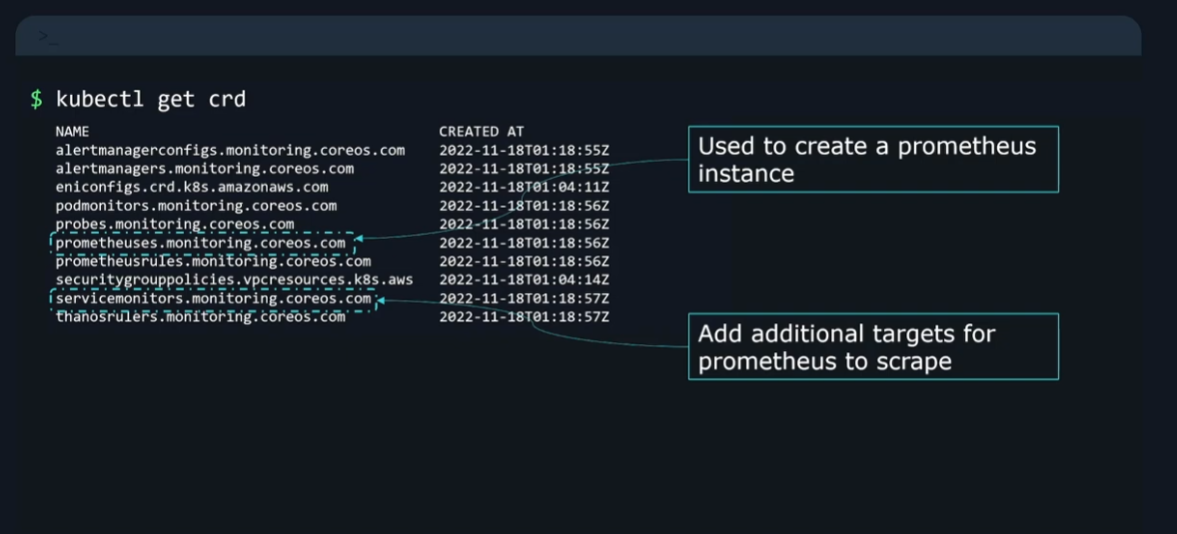 >_
$ kubectl get crd
NAME CREATED AT
alertmanagerconfigs.monitoring.coreos.com 2022-11-18T01:18:55Z
alertmanagers.monitoring.coreos.com 2022-11-18T01:18:55Z
eniconfigs.crd.k8s.amazonaws.com 2022-11-18T01:04:11Z
podmonitors.monitoring.coreos.com 2022-11-18T01:18:56Z
probes.monitoring.coreos.com 2022-11-18T01:18:56Z
prometheuses.monitoring.coreos.com 2022-11-18T01:18:56Z
prometheusrules.monitoring.coreos.com 2022-11-18T01:18:56Z
securitygrouppolicies.vpcresources.k8s.aws 2022-11-18T01:04:14Z
servicemonitors.monitoring.coreos.com 2022-11-18T01:18:57Z
thanosrulers.monitoring.coreos.com 2022-11-18T01:18:57Z
Used to create a prometheus
instance
Add additional targets for
prometheus to scrape